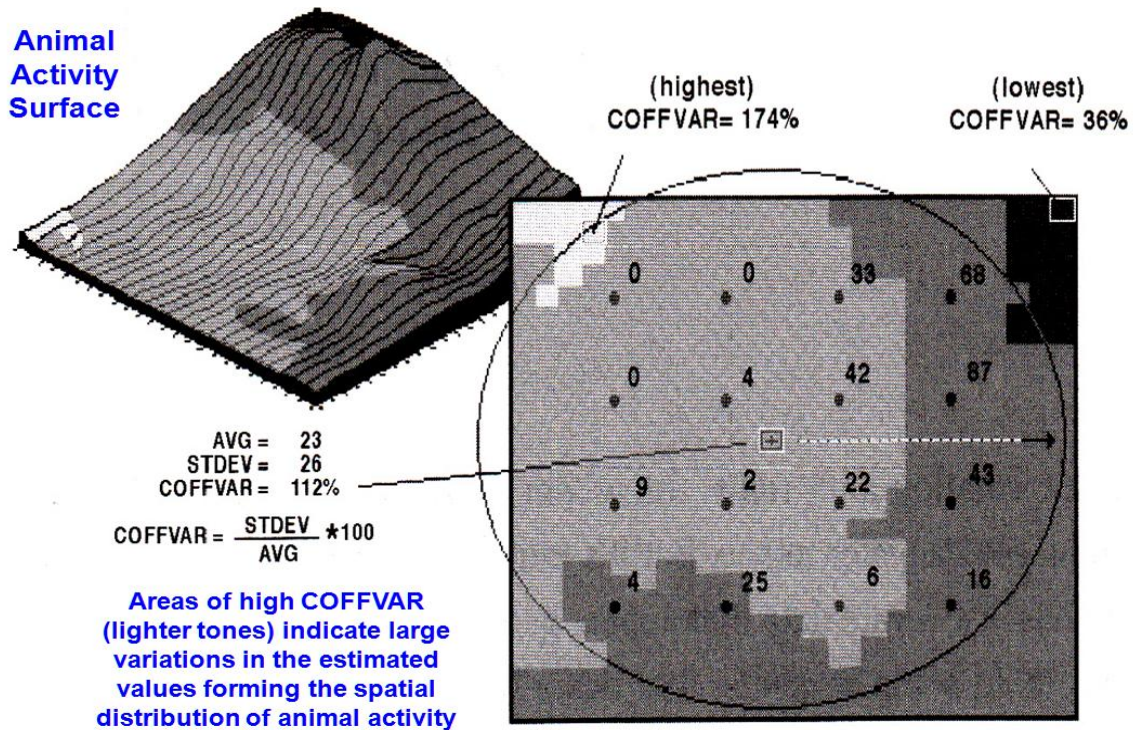 Animal
Activity
Surface
(highest)
COFFVAR= 174%
(lowest)
COFFVAR= 36%
0 0 33 68
0 4 42 87
9 2 22 43
4 25 6 16
AVG = 23
STDEV = 26
COFFVAR = 112%
COFFVAR = STDEV / AVG *100
Areas of high COFFVAR
(lighter tones) indicate large
variations in the estimated
values forming the spatial
distribution of animal activity